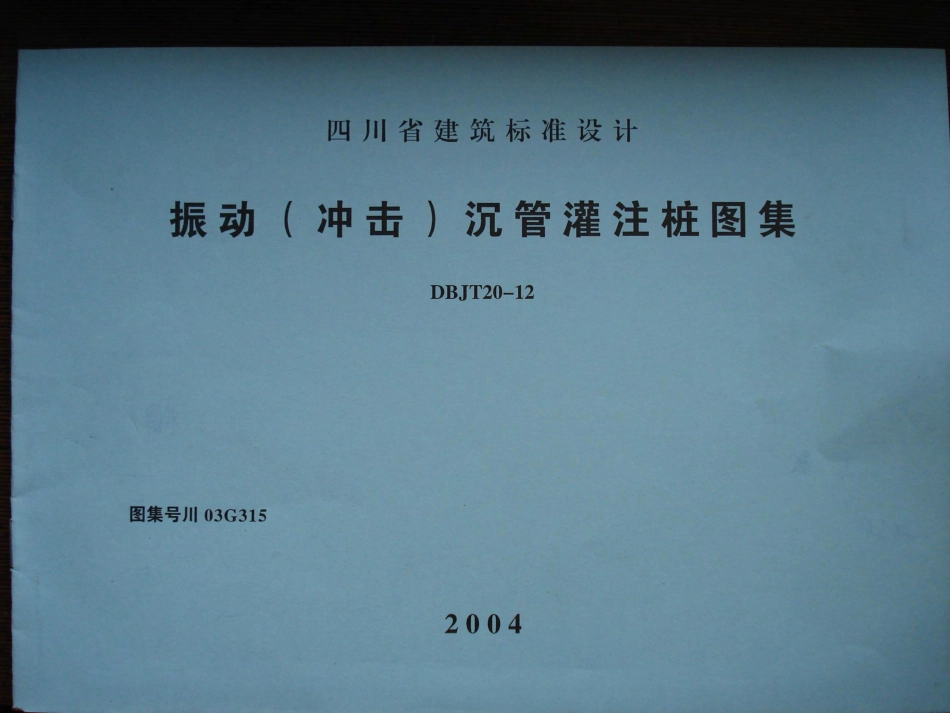 四川省建筑标准设计
振动(冲击)沉管灌注桩图集
DBJT20-12
图集号川 03G315
2004